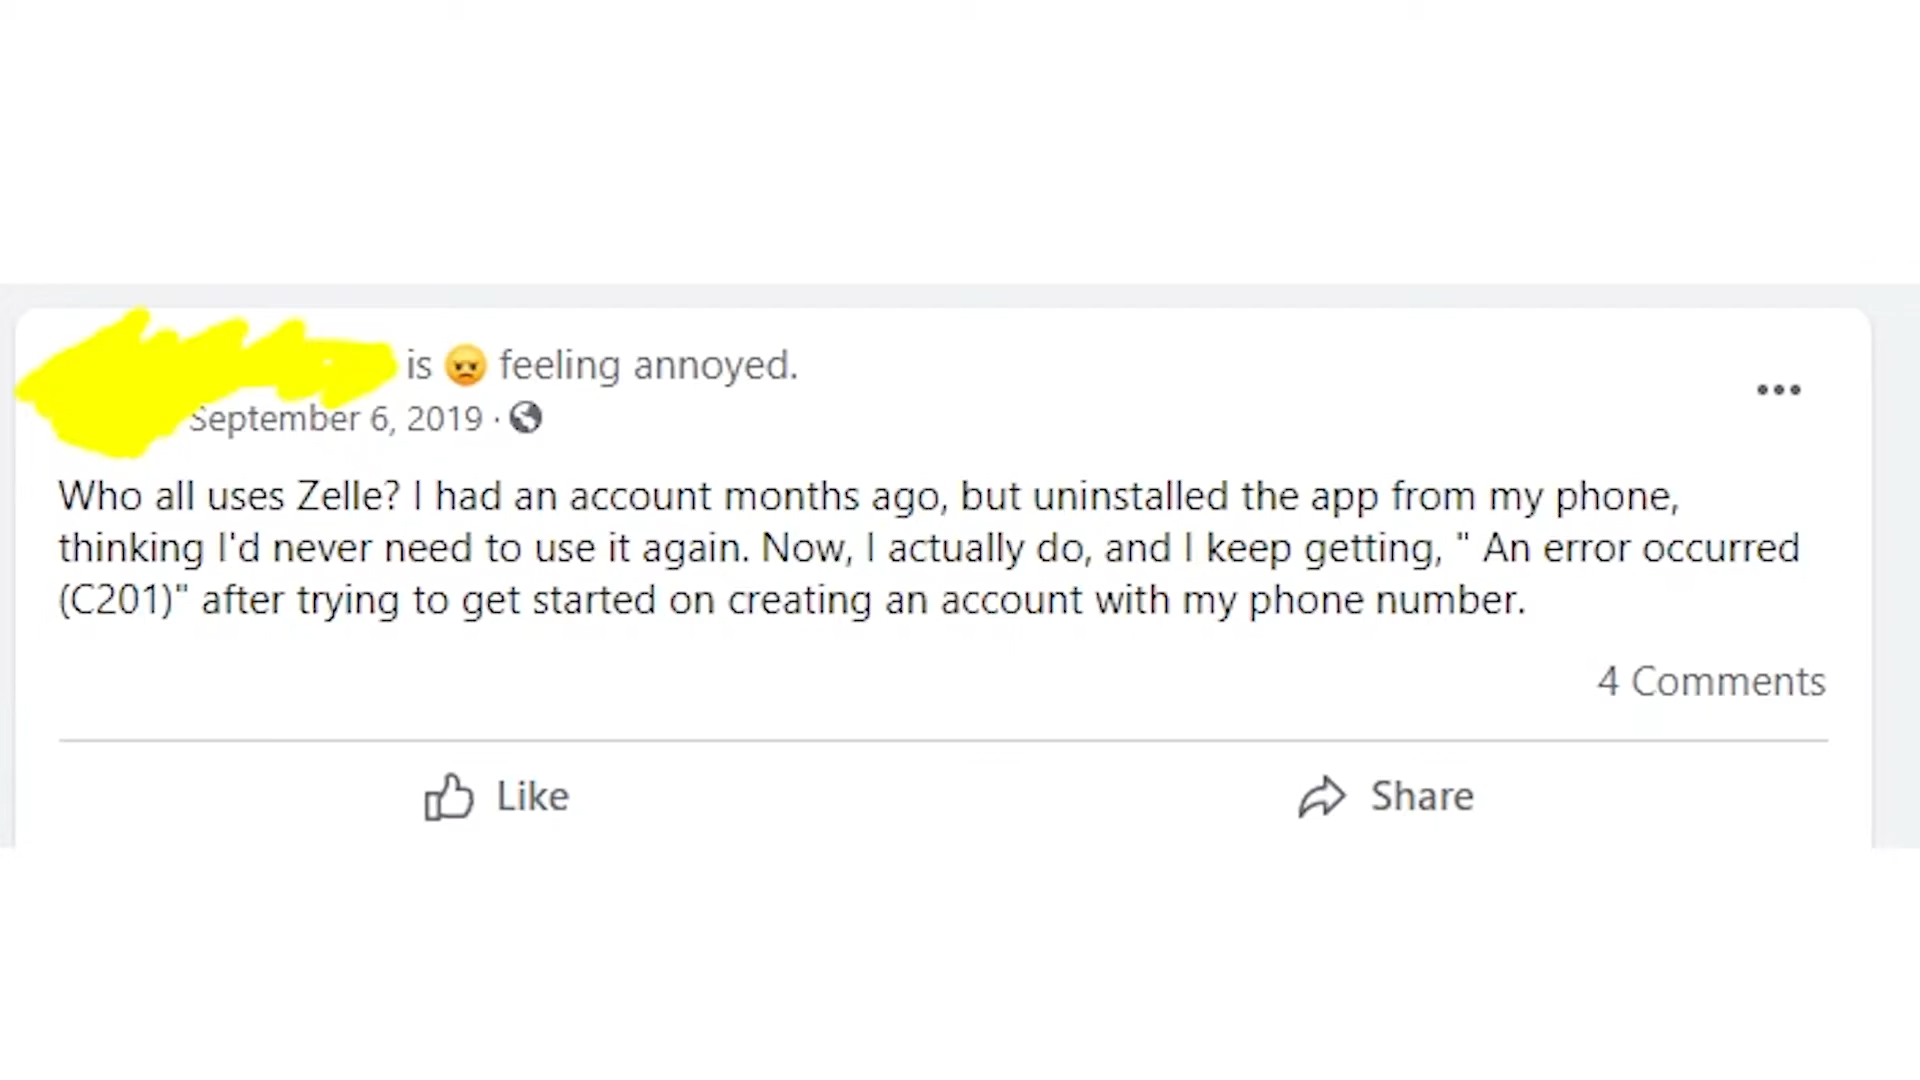 is 😠 feeling annoyed.
September 6, 2019 ·
Who all uses Zelle? I had an account months ago, but uninstalled the app from my phone,
thinking I'd never need to use it again. Now, I actually do, and I keep getting, " An error occurred
(C201)" after trying to get started on creating an account with my phone number.
4 Comments
Like
Share